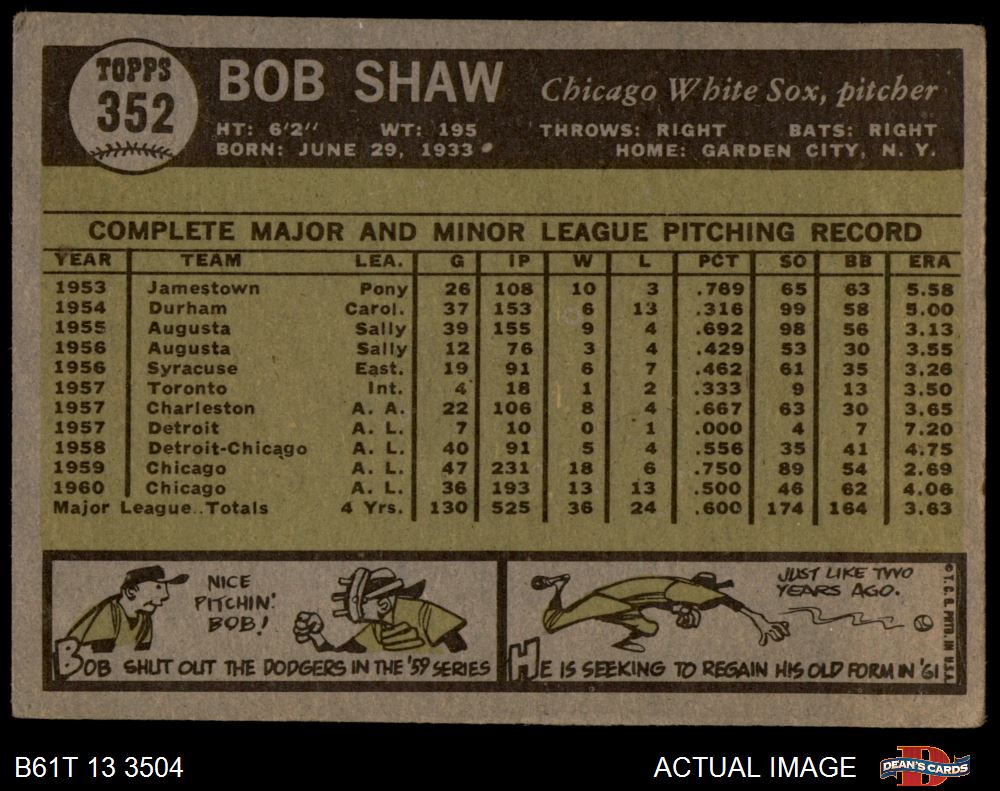 TOPPS
352
BOB SHAW Chicago White Sox, pitcher
HT: 6'2" WT: 195 THROWS: RIGHT BATS: RIGHT
BORN: JUNE 29, 1933 HOME: GARDEN CITY, N. Y.
COMPLETE MAJOR AND MINOR LEAGUE PITCHING RECORD
YEAR TEAM LEA. G IP W L PCT SO BB ERA
1953 Jamestown Pony 26 108 10 3 .769 65 63 5.58
1954 Durham Carol. 37 153 6 13 .316 99 58 5.00
1955 Augusta Sally 39 155 9 4 .692 98 56 3.13
1956 Augusta Sally 12 76 3 4 .429 53 30 3.55
1956 Syracuse East. 19 91 6 7 .462 61 35 3.26
1957 Toronto Int. 4 18 1 2 .333 9 13 3.50
1957 Charleston A. A. 22 106 8 4 .667 63 30 3.65
1957 Detroit A. L. 7 10 0 1 .000 4 7 7.20
1958 Detroit-Chicago A. L. 40 91 5 4 .556 35 41 4.75
1959 Chicago A. L. 47 231 18 6 .750 89 54 2.69
1960 Chicago A. L. 36 193 13 13 .500 46 62 4.06
Major League..Totals 4 Yrs. 130 525 36 24 .600 174 164 3.63
NICE
PITCHIN'
BOB!
BOB SHUT OUT THE DODGERS IN THE '59 SERIES
JUST LIKE TWO
YEARS AGO.
HE IS SEEKING TO REGAIN HIS OLD FORM IN '61
© T. C. G. PRTD. IN U.S.A.
B61T 13 3504 ACTUAL IMAGE
D
DEAN'S CARDS